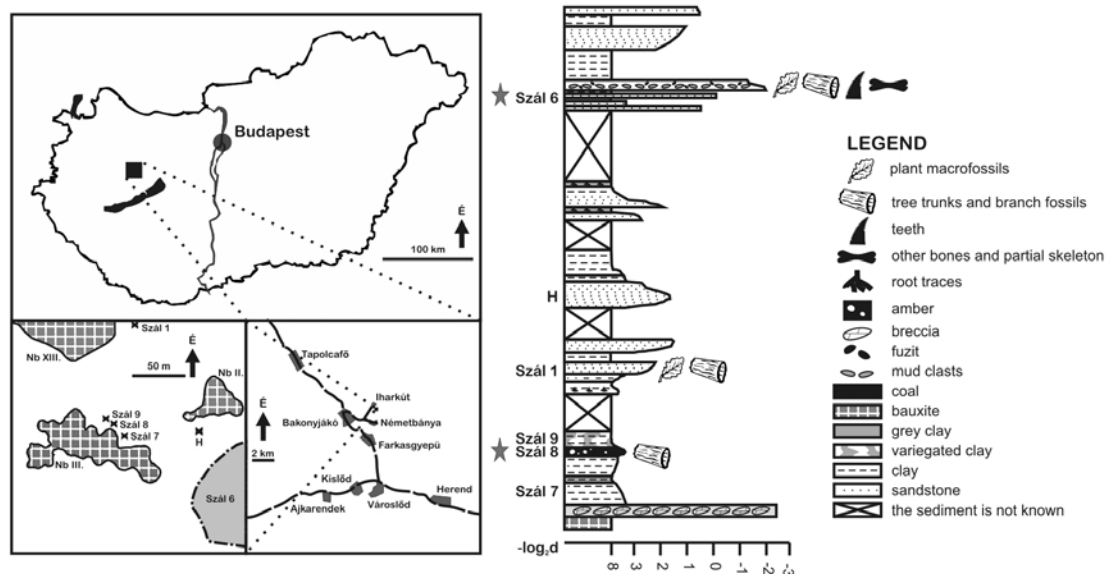 Budapest
É
100 km
Szál 1
Nb XIII.
É
50 m
Nb II.
Szál 9
Szál 8
Szál 7
H
Nb III.
Szál 6
Tapolcafő
É
Iharkút
Bakonyjákó
Németbánya
Farkasgyepü
2 km
Kislőd
Herend
Ajkarendek
Városlőd
Szál 6
H
Szál 1
Szál 9
Szál 8
Szál 7
-log₂d
8 6 4 2 1 0 -1 -2 -3
LEGEND
plant macrofossils
tree trunks and branch fossils
teeth
other bones and partial skeleton
root traces
amber
breccia
fuzit
mud clasts
coal
bauxite
grey clay
variegated clay
clay
sandstone
the sediment is not known